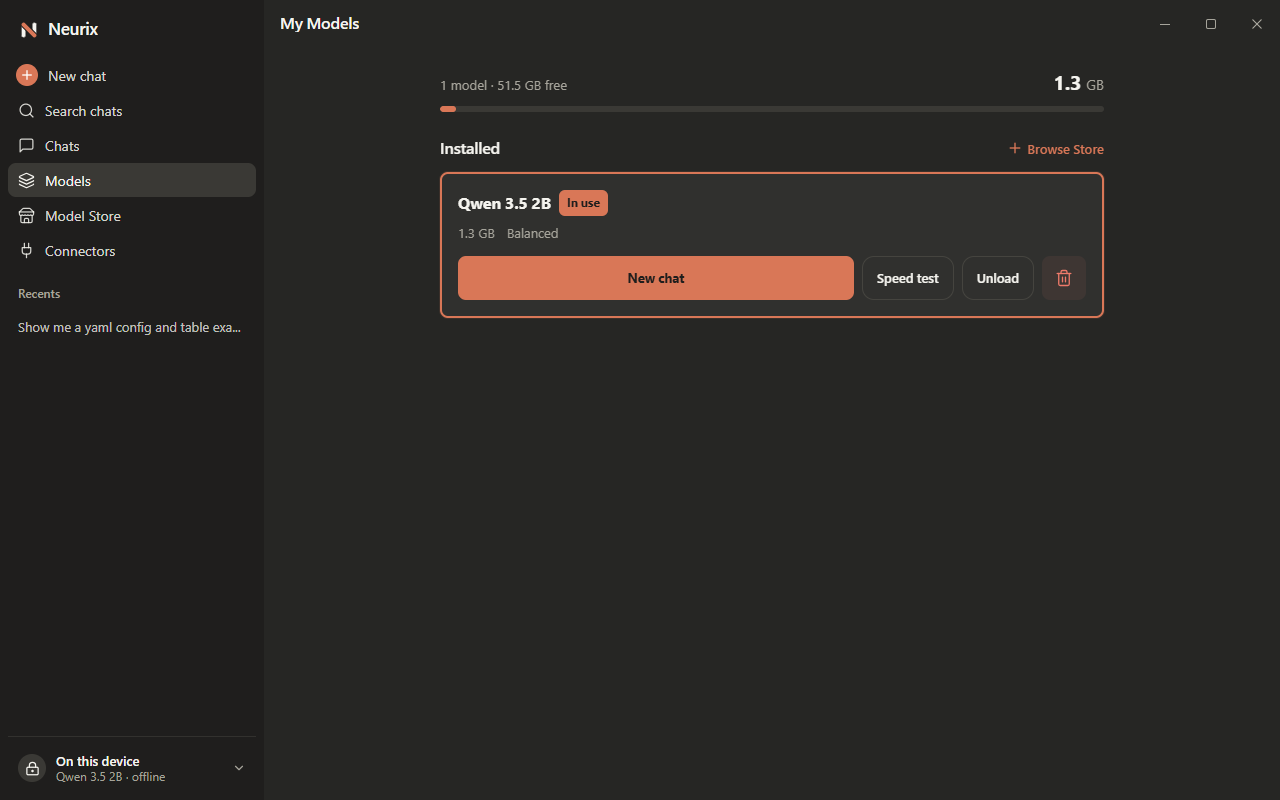 Neurix
New chat
Search chats
Chats
Models
Model Store
Connectors
Recents
Show me a yaml config and table exa...
On this device
Qwen 3.5 2B · offline
My Models
1 model · 51.5 GB free
1.3 GB
Installed
Browse Store
Qwen 3.5 2B In use
1.3 GB Balanced
New chat Speed test Unload